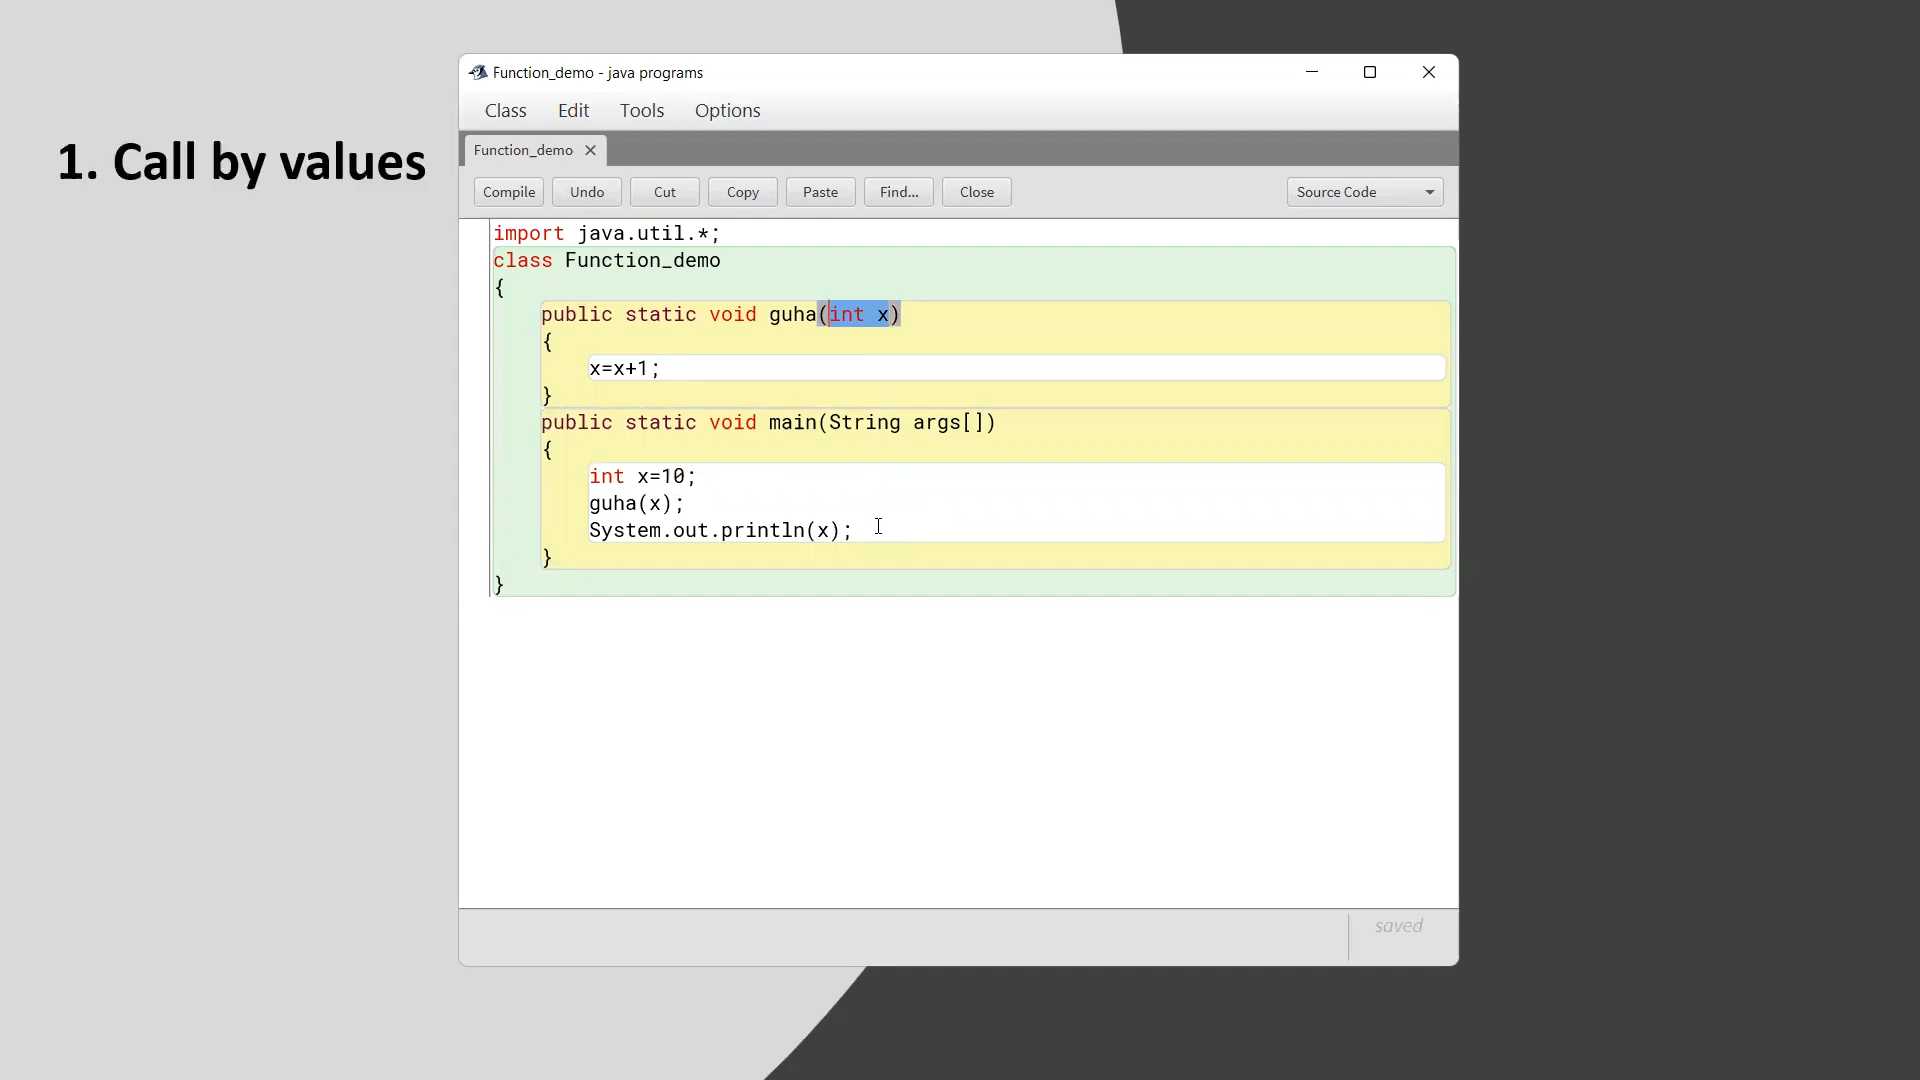 1. Call by values
Function_demo - java programs
Class Edit Tools Options
Function_demo
Compile Undo Cut Copy Paste Find... Close Source Code
import java.util.*;
class Function_demo
{
public static void guha(int x)
{
x=x+1;
}
public static void main(String args[])
{
int x=10;
guha(x);
System.out.println(x);
}
}
saved